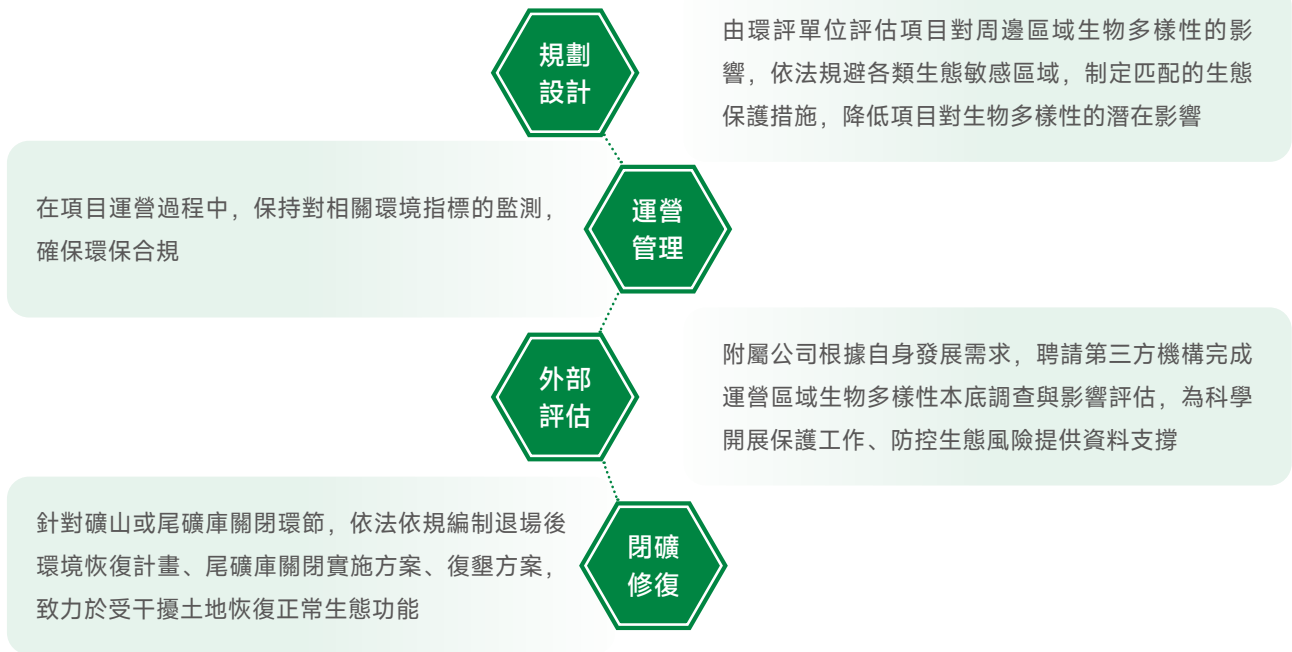 規劃
設計
由環評單位評估項目對周邊區域生物多樣性的影
響，依法規避各類生態敏感區域，制定匹配的生態
保護措施，降低項目對生物多樣性的潛在影響
在項目運營過程中，保持對相關環境指標的監測，
確保環保合規
運營
管理
外部
評估
附屬公司根據自身發展需求，聘請第三方機構完成
運營區域生物多樣性本底調查與影響評估，為科學
開展保護工作、防控生態風險提供資料支撐
針對礦山或尾礦庫關閉環節，依法依規編制退場後
環境恢復計畫、尾礦庫關閉實施方案、復墾方案，
致力於受干擾土地恢復正常生態功能
閉礦
修復